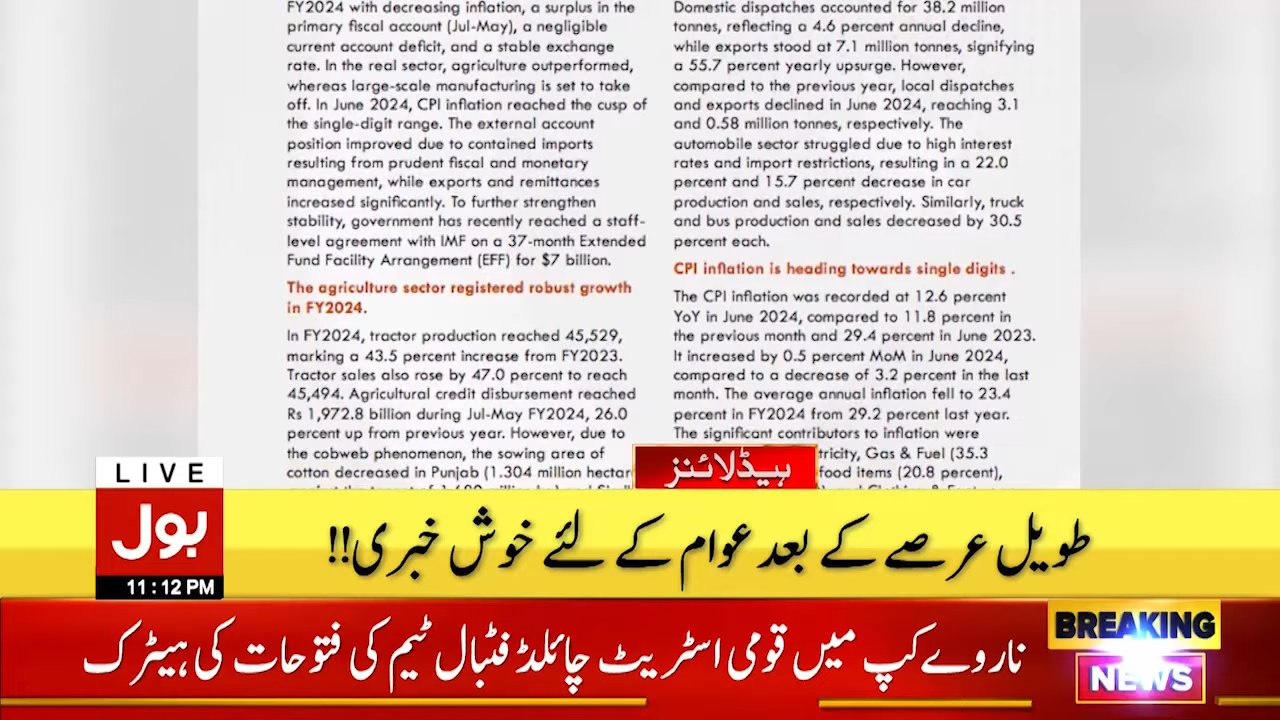 FY2024 with decreasing inflation, a surplus in the
primary fiscal account (Jul-May), a negligible
current account deficit, and a stable exchange
rate. In the real sector, agriculture outperformed,
whereas large-scale manufacturing is set to take
off. In June 2024, CPI inflation reached the cusp of
the single-digit range. The external account
position improved due to contained imports
resulting from prudent fiscal and monetary
management, while exports and remittances
increased significantly. To further strengthen
stability, government has recently reached a staff-
level agreement with IMF on a 37-month Extended
Fund Facility Arrangement (EFF) for $7 billion.
The agriculture sector registered robust growth
in FY2024.
In FY2024, tractor production reached 45,529,
marking a 43.5 percent increase from FY2023.
Tractor sales also rose by 47.0 percent to reach
45,494. Agricultural credit disbursement reached
Rs 1,972.8 billion during Jul-May FY2024, 26.0
percent up from previous year. However, due to
the cobweb phenomenon, the sowing area of
cotton decreased in Punjab (1.304 million hectar
Domestic dispatches accounted for 38.2 million
tonnes, reflecting a 4.6 percent annual decline,
while exports stood at 7.1 million tonnes, signifying
a 55.7 percent yearly upsurge. However,
compared to the previous year, local dispatches
and exports declined in June 2024, reaching 3.1
and 0.58 million tonnes, respectively. The
automobile sector struggled due to high interest
rates and import restrictions, resulting in a 22.0
percent and 15.7 percent decrease in car
production and sales, respectively. Similarly, truck
and bus production and sales decreased by 30.5
percent each.
CPI inflation is heading towards single digits .
The CPI inflation was recorded at 12.6 percent
YoY in June 2024, compared to 11.8 percent in
the previous month and 29.4 percent in June 2023.
It increased by 0.5 percent MoM in June 2024,
compared to a decrease of 3.2 percent in the last
month. The average annual inflation fell to 23.4
percent in FY2024 from 29.2 percent last year.
The significant contributors to inflation were
tricity, Gas & Fuel (35.3
food items (20.8 percent),
ہیڈلائنز
LIVE
بول
11:12 PM
طویل عرصے کے بعد عوام کے لئے خوش خبری!!
ناروے کپ میں قومی اسٹریٹ چائلڈ فٹبال ٹیم کی فتوحات کی ہیٹرک
BREAKING
NEWS